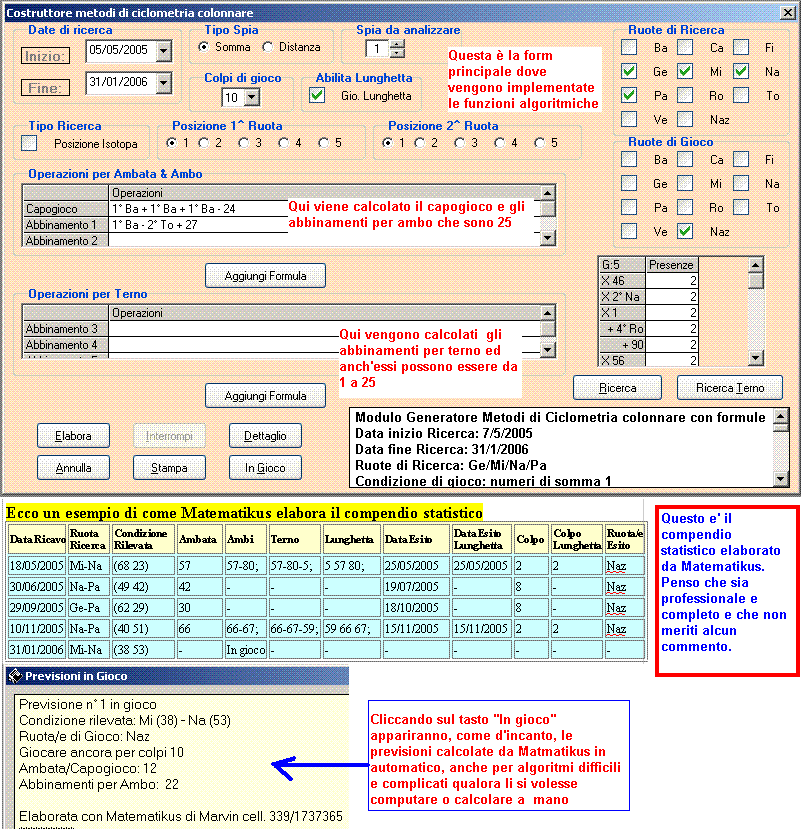 Costruttore metodi di ciclometria colonnare
Date di ricerca
Inizio:
05/05/2005
Fine:
31/01/2006
Tipo Spia
Somma
Distanza
Spia da analizzare
1
Colpi di gioco
10
Abilita Lunghetta
Gio. Lunghetta
Questa è la form
principale dove
vengono implementate
le funzioni algoritmiche
Ruote di Ricerca
Ba Ca Fi
Ge Mi Na
Pa Ro To
Ve Naz
Tipo Ricerca
Posizione Isotopa
Posizione 1^ Ruota
1 2 3 4 5
Posizione 2^ Ruota
1 2 3 4 5
Ruote di Gioco
Ba Ca Fi
Ge Mi Na
Pa Ro To
Ve Naz
Operazioni per Ambata & Ambo
Operazioni
Capogioco 1° Ba + 1° Ba + 1° Ba - 24
Abbinamento 1 1° Ba - 2° To + 27
Abbinamento 2
Qui viene calcolato il capogioco e gli
abbinamenti per ambo che sono 25
Aggiungi Formula
G:5 Presenze
X 46 2
X 2° Na 2
X 1 2
+ 4° Ro 2
+ 90 2
X 56 2
Operazioni per Terno
Operazioni
Abbinamento 3
Abbinamento 4
Qui vengono calcolati gli
abbinamenti per terno ed
anch'essi possono essere da
1 a 25
Aggiungi Formula
Ricerca
Ricerca Terno
Elabora
Interrompi
Dettaglio
Annulla
Stampa
In Gioco
Modulo Generatore Metodi di Ciclometria colonnare con formule
Data inizio Ricerca: 7/5/2005
Data fine Ricerca: 31/1/2006
Ruote di Ricerca: Ge/Mi/Na/Pa
Condizione di gioco: numeri di somma 1
Ecco un esempio di come Matematikus elabora il compendio statistico
Data Ricavo Ruota Ricerca Condizione Rilevata Ambata Ambi Terno Lunghetta Data Esito Data Esito Lunghetta Colpo Colpo Lunghetta Ruota/e Esito
18/05/2005 Mi-Na (68 23) 57 57-80; 57-80-5; 5 57 80; 25/05/2005 25/05/2005 2 2 Naz
30/06/2005 Na-Pa (49 42) 42 - - - 19/07/2005 - 8 - Naz
29/09/2005 Ge-Pa (62 29) 30 - - - 18/10/2005 - 8 - Naz
10/11/2005 Na-Pa (40 51) 66 66-67; 66-67-59; 59 66 67; 15/11/2005 15/11/2005 2 2 Naz
31/01/2006 Mi-Na (38 53) - In gioco - - - - - - -
Questo e' il
compendio
statistico elaborato
da Matematikus.
Penso che sia
professionale e
completo e che non
meriti alcun
commento.
Previsioni in Gioco
Previsione n° 1 in gioco
Condizione rilevata: Mi (38) - Na (53)
Ruota/e di Gioco: Naz
Giocare ancora per colpi 10
Ambata/Capogioco: 12
Abbinamenti per Ambo: 22
Elaborata con Matematikus di Marvin cell. 339/1737365
Cliccando sul tasto "In gioco"
appariranno, come d'incanto, le
previsioni calcolate da Matmatikus in
automatico, anche per algoritmi difficili
e complicati qualora li si volesse
computare o calcolare a mano